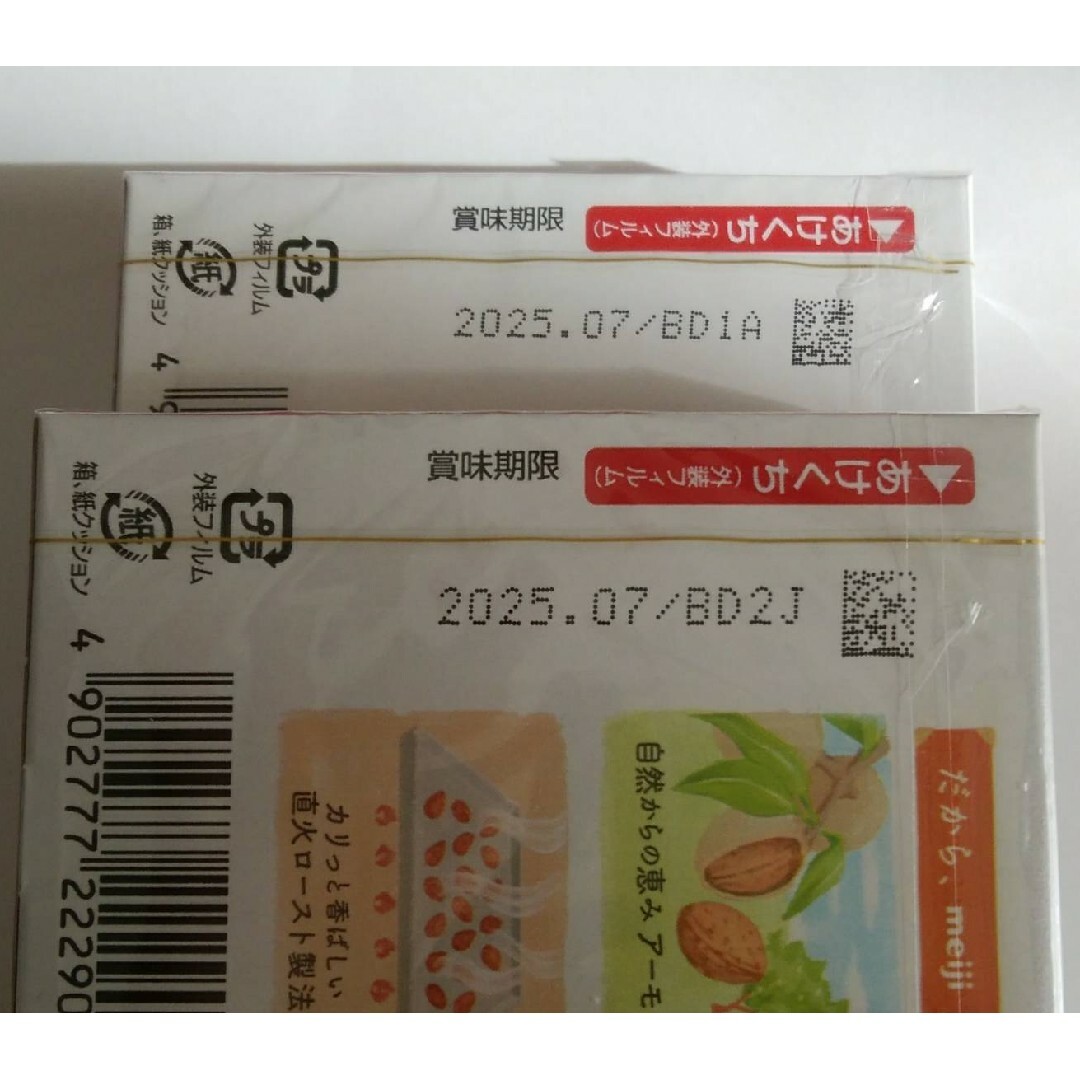 賞味期限
あけくち(外装フィルム)
外装フィルム
プラ
箱、紙クッション
紙
2025.07/BD1A
4
9
賞味期限
あけくち(外装フィルム)
外装フィルム
プラ
箱、紙クッション
紙
2025.07/BD2J
4 902777 22290
だから、meiji
自然からの恵み アーモ
カリっと香ばしい
直火ロースト製法